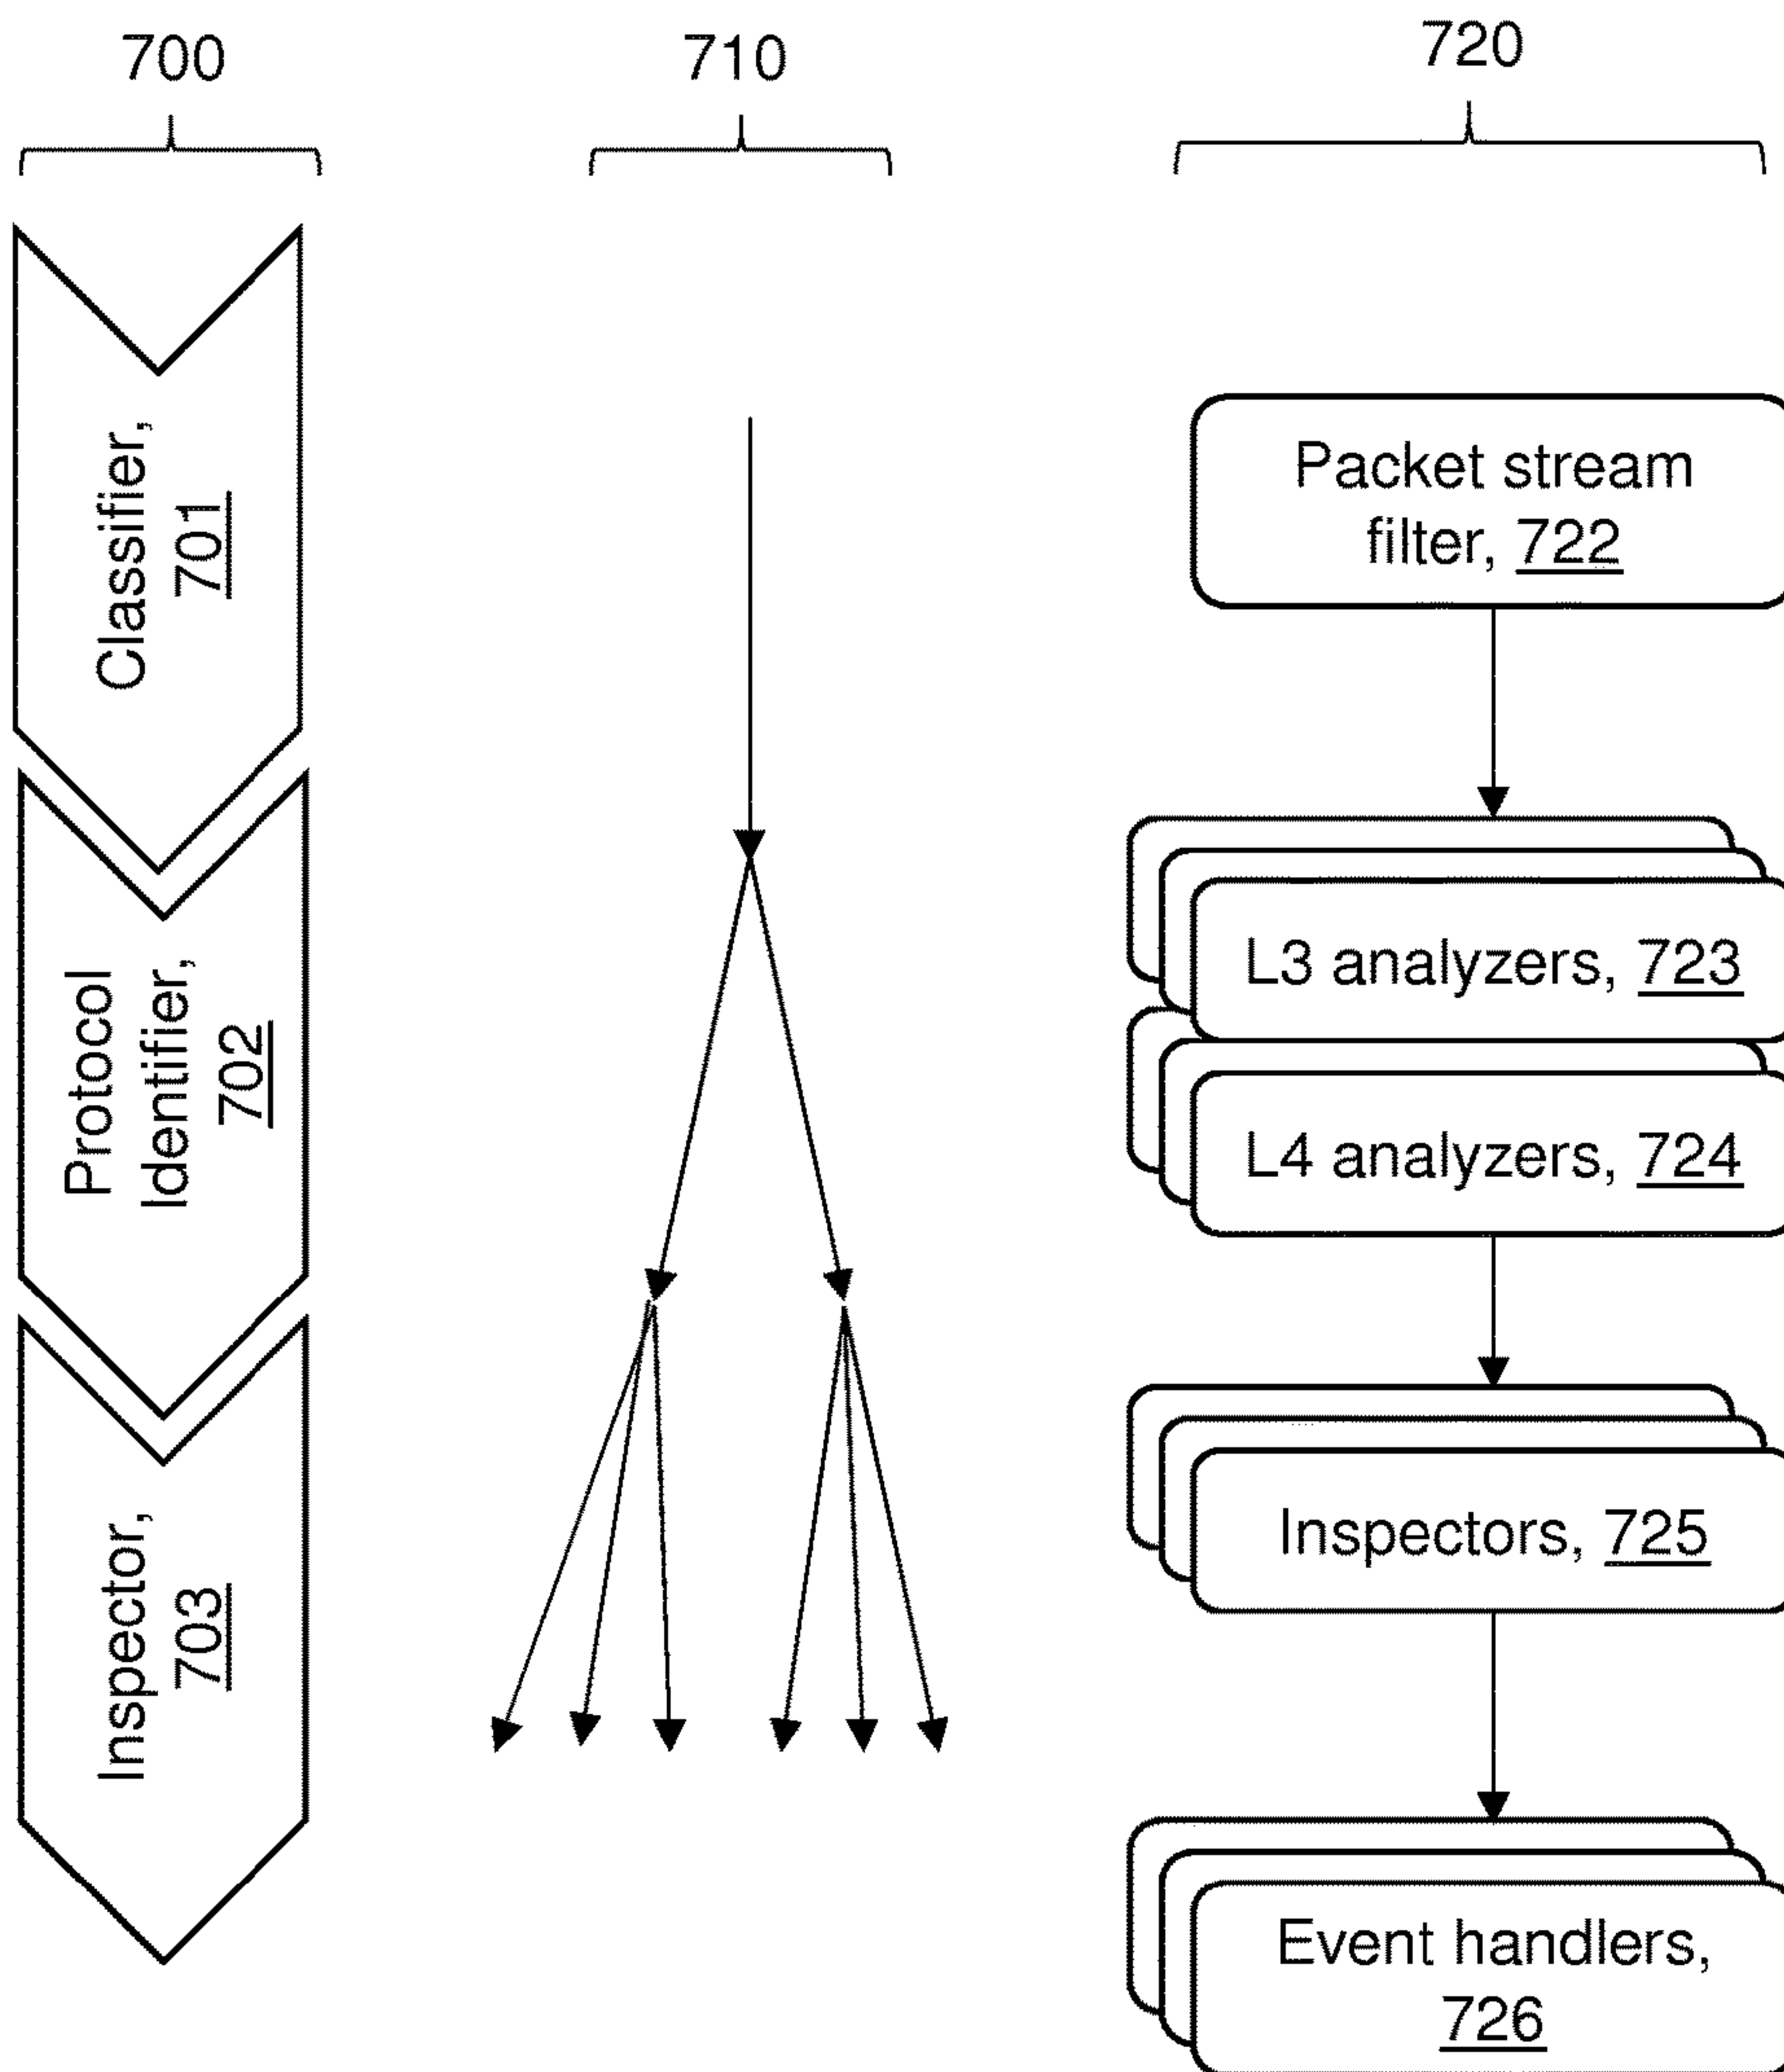 700
710
720
Classifier,
701
Protocol
Identifier,
702
Inspector,
703
Packet stream
filter, 722
L3 analyzers, 723
L4 analyzers, 724
Inspectors, 725
Event handlers,
726